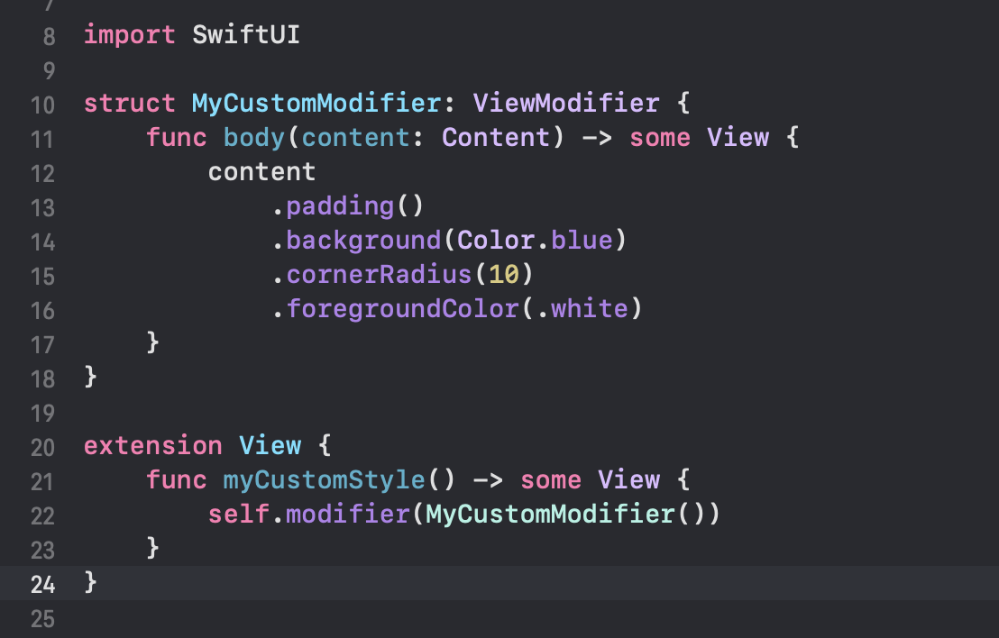 7
8 import SwiftUI
9
10 struct MyCustomModifier: ViewModifier {
11     func body(content: Content) -> some View {
12         content
13             .padding()
14             .background(Color.blue)
15             .cornerRadius(10)
16             .foregroundColor(.white)
17     }
18 }
19
20 extension View {
21     func myCustomStyle() -> some View {
22         self.modifier(MyCustomModifier())
23     }
24 }
25